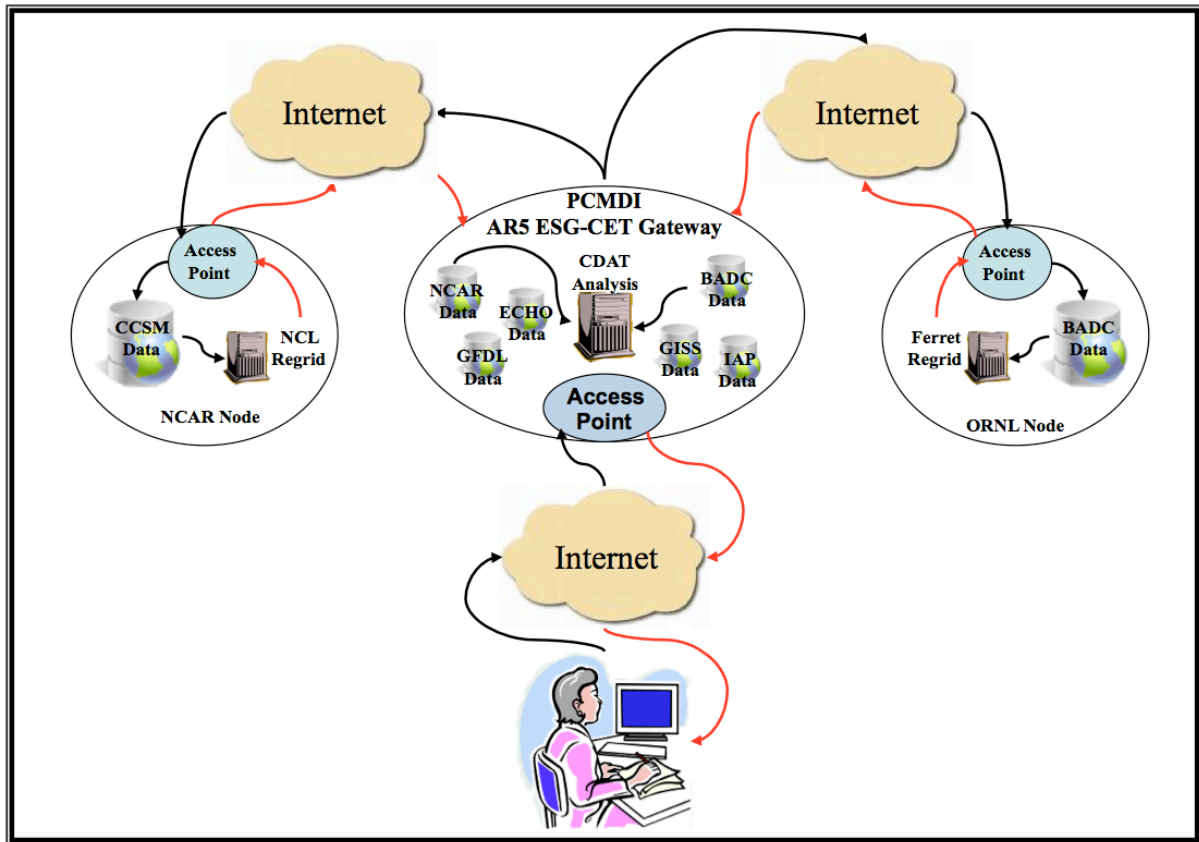 Internet
Internet
PCMDI
AR5 ESG-CET Gateway
Access
Point
CCSM
Data
NCL
Regrid
NCAR Node
NCAR
Data
ECHO
Data
GFDL
Data
CDAT
Analysis
BADC
Data
GISS
Data
IAP
Data
Access
Point
Access
Point
Ferret
Regrid
BADC
Data
ORNL Node
Internet